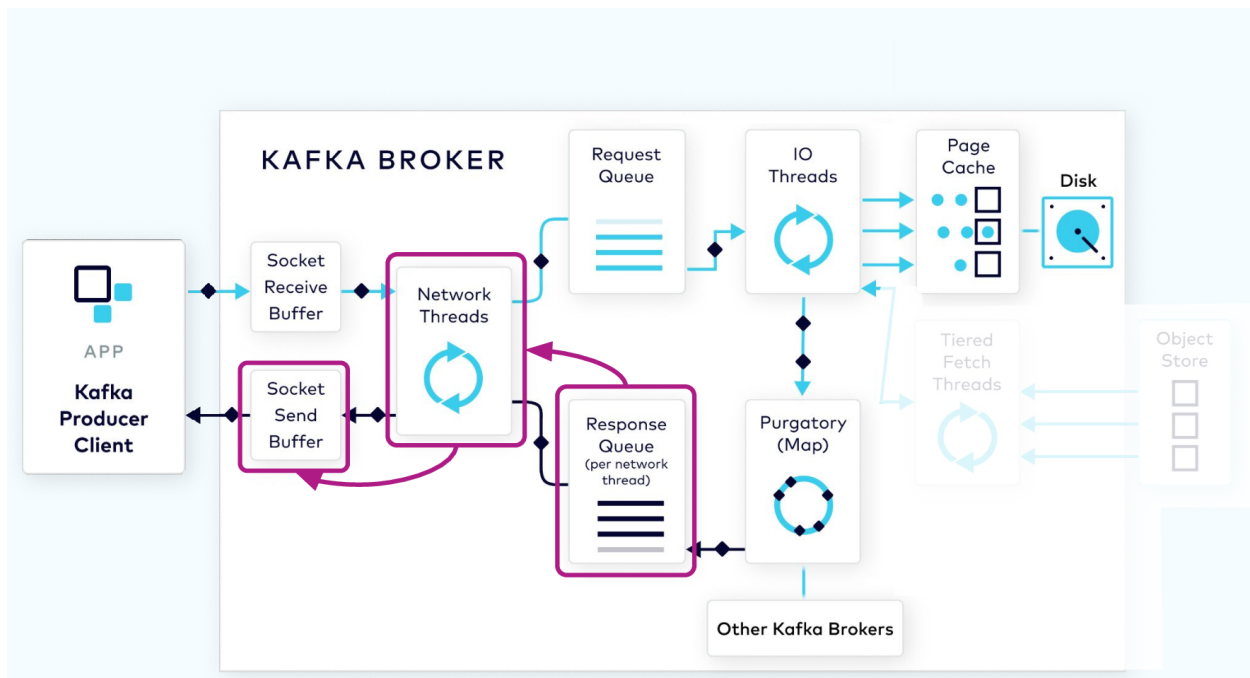 KAFKA BROKER
APP
Kafka
Producer
Client
Socket
Receive
Buffer
Socket
Send
Buffer
Network
Threads
Request
Queue
Response
Queue
(per network
thread)
IO
Threads
Purgatory
(Map)
Other Kafka Brokers
Page
Cache
Disk
Tiered
Fetch
Threads
Object
Store